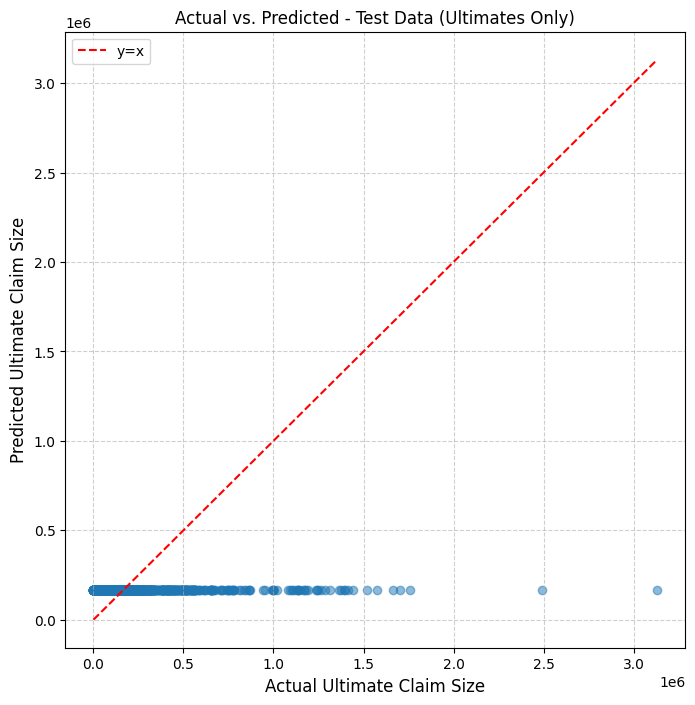 Actual vs. Predicted - Test Data (Ultimates Only)
1e6
y=x
3.0
2.5
2.0
1.5
1.0
0.5
0.0
Predicted Ultimate Claim Size
0.0 0.5 1.0 1.5 2.0 2.5 3.0
1e6
Actual Ultimate Claim Size